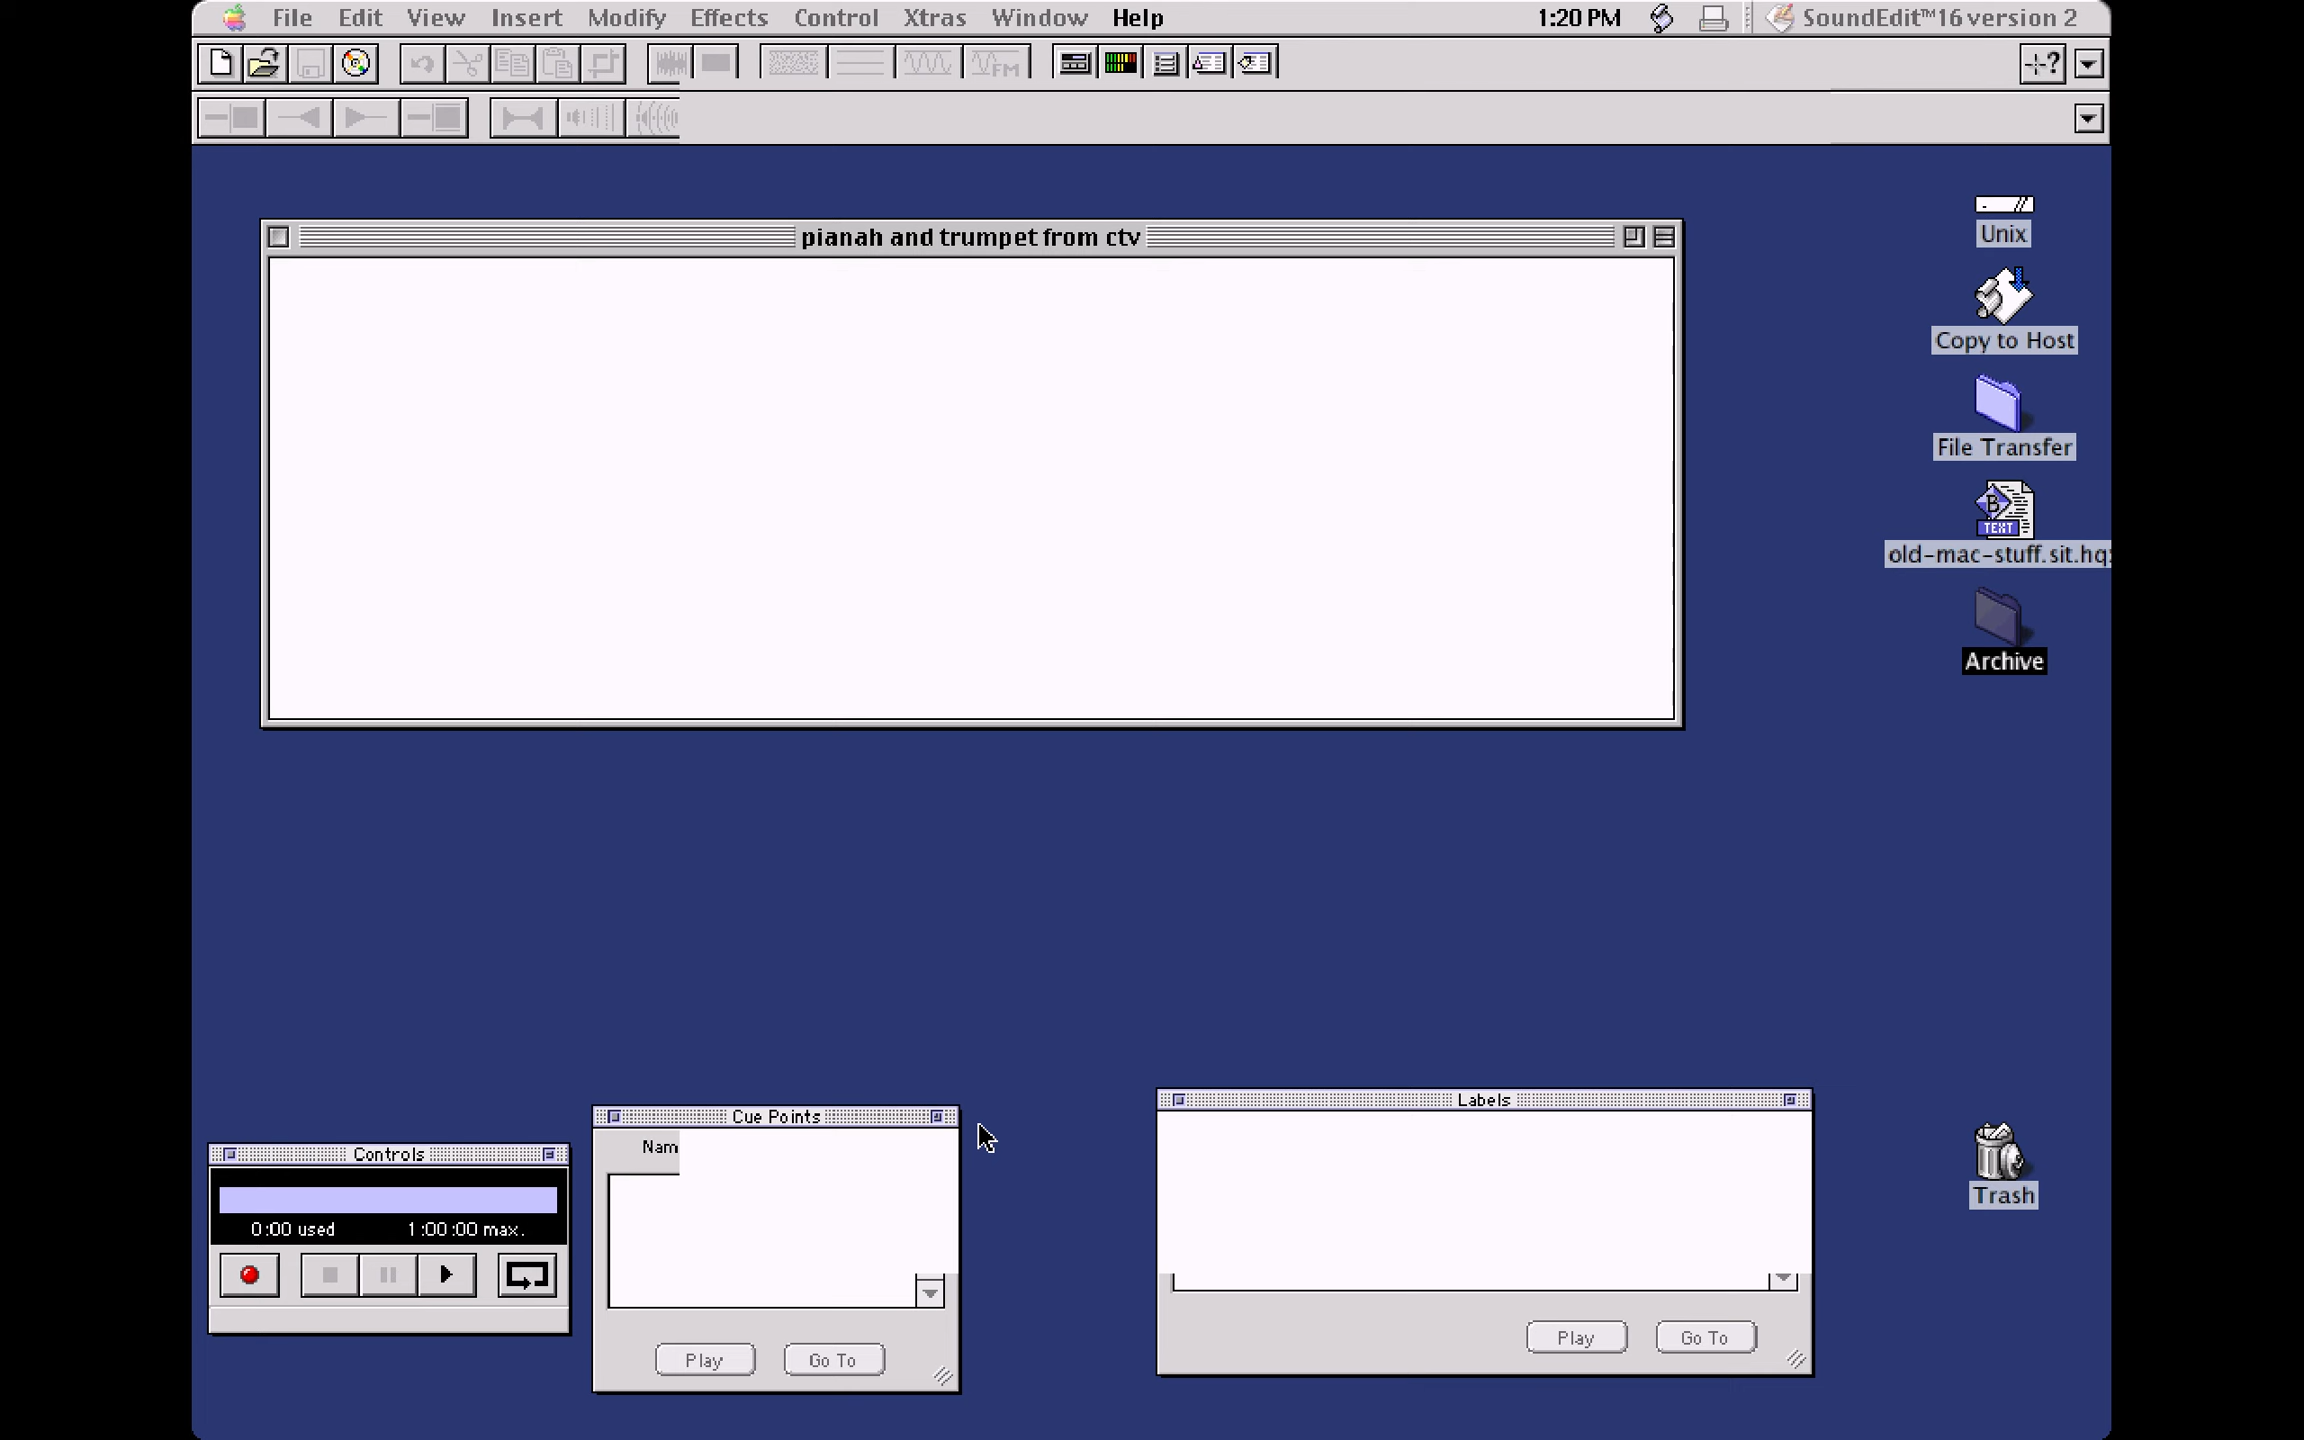 File Edit View Insert Modify Effects Control Xtras Window Help 1:20 PM SoundEdit™16 version 2
FM
?
pianah and trumpet from ctv
Unix
Copy to Host
File Transfer
B
TEXT
old-mac-stuff.sit.hq
Archive
Trash
Controls
0:00 used 1:00:00 max.
Cue Points
Nam
Play Go To
Labels
Play Go To